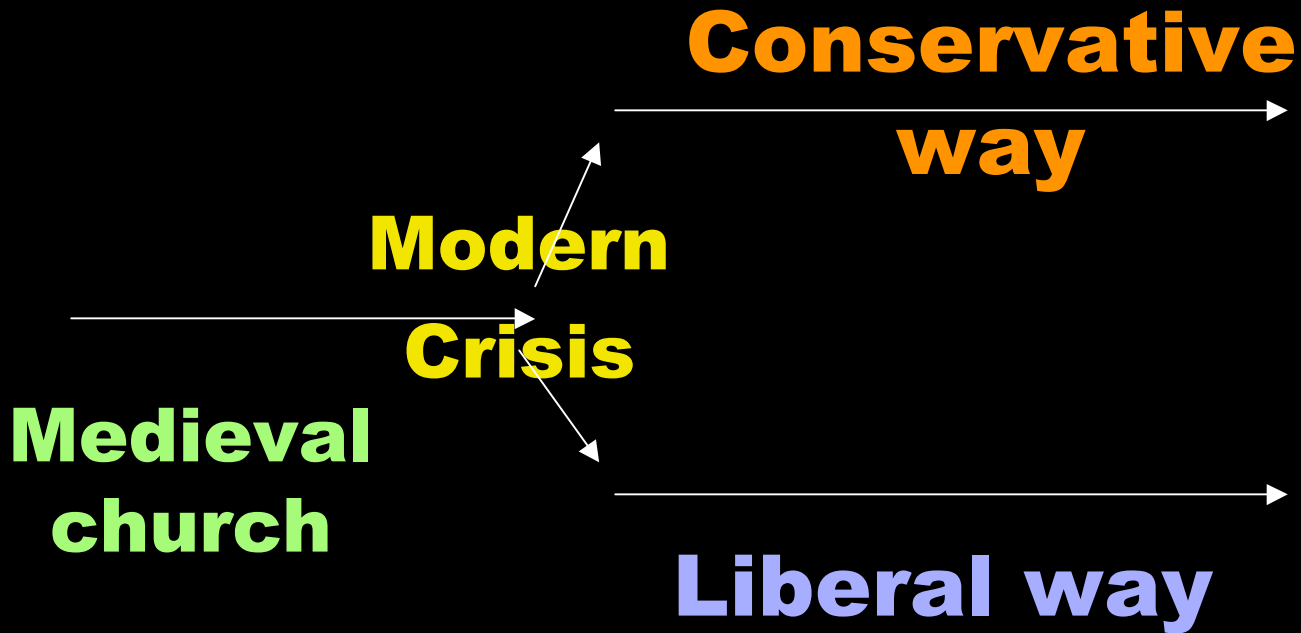 Conservative
way
Modern
Crisis
Medieval
church
Liberal way